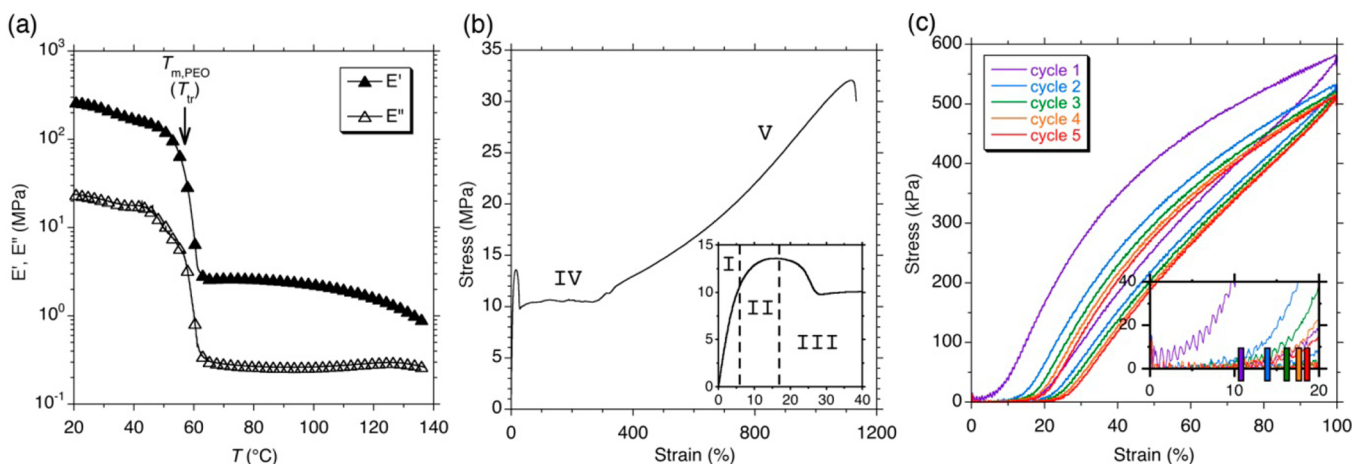 (a)
10³
10²
10¹
10⁰
10⁻¹
E', E" (MPa)
T_m,PEO
(T_tr)
E'
E"
20 40 60 80 100 120 140
T (°C)
(b)
35
30
25
20
15
10
5
0
Stress (MPa)
IV
V
15
10
5
0
I
II
III
0 10 20 30 40
0 400 800 1200
Strain (%)
(c)
600
500
400
300
200
100
0
Stress (kPa)
cycle 1
cycle 2
cycle 3
cycle 4
cycle 5
40
20
0
40
20
0
0 10 20
0 20 40 60 80 100
Strain (%)